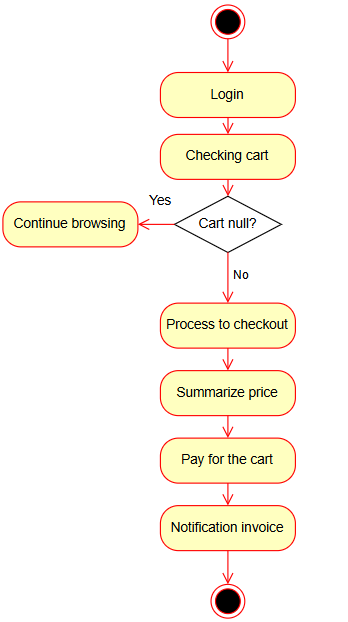 Login
Checking cart
Yes
Continue browsing
Cart null?
No
Process to checkout
Summarize price
Pay for the cart
Notification invoice